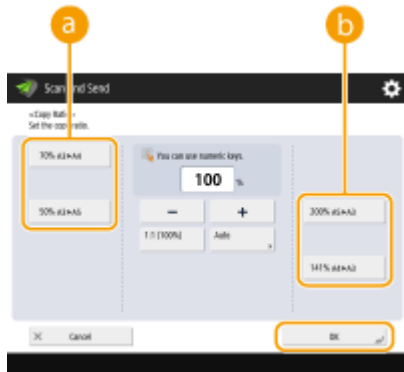 a
b
Scan and Send
<Copy Ratio>
Set the copy ratio.
70% A3►A4
You can use numeric keys.
100 %
50% A3►A5
− +
200% A5►A3
1:1 (100%) Auto
141% A4►A3
× Cancel
OK